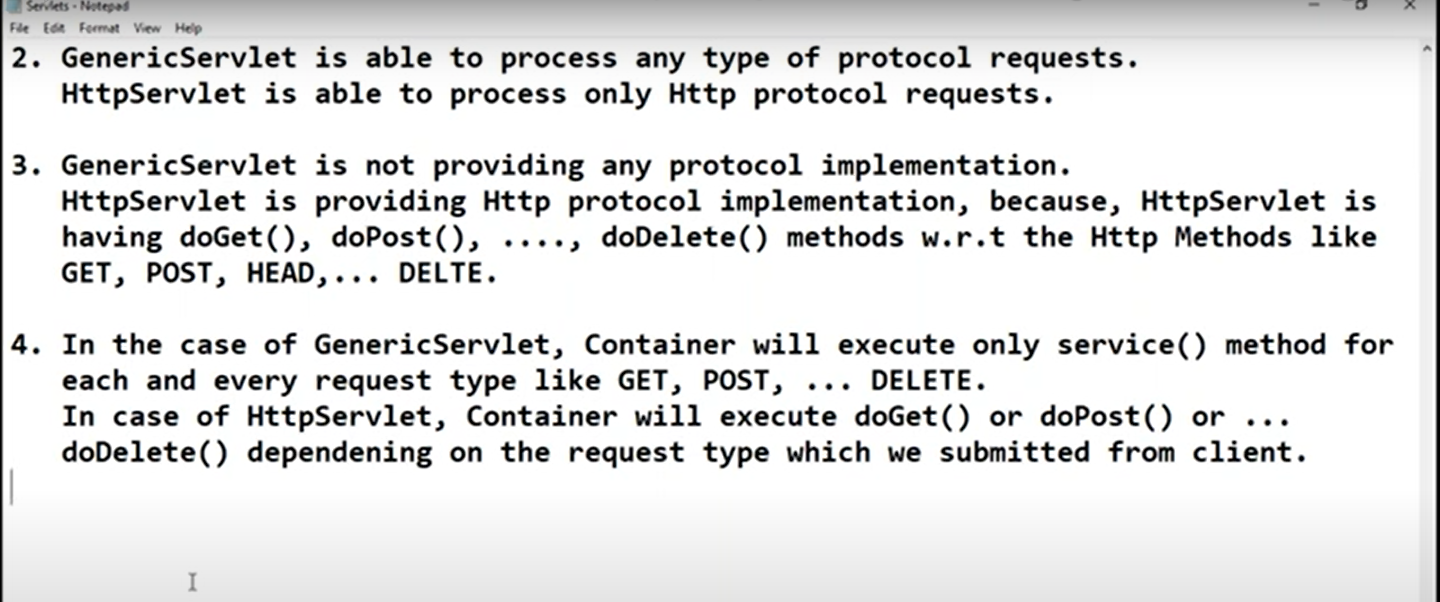 Servlets - Notepad
File Edit Format View Help
2. GenericServlet is able to process any type of protocol requests.
HttpServlet is able to process only Http protocol requests.
3. GenericServlet is not providing any protocol implementation.
HttpServlet is providing Http protocol implementation, because, HttpServlet is
having doGet(), doPost(), ...., doDelete() methods w.r.t the Http Methods like
GET, POST, HEAD,... DELTE.
4. In the case of GenericServlet, Container will execute only service() method for
each and every request type like GET, POST, ... DELETE.
In case of HttpServlet, Container will execute doGet() or doPost() or ...
doDelete() dependening on the request type which we submitted from client.